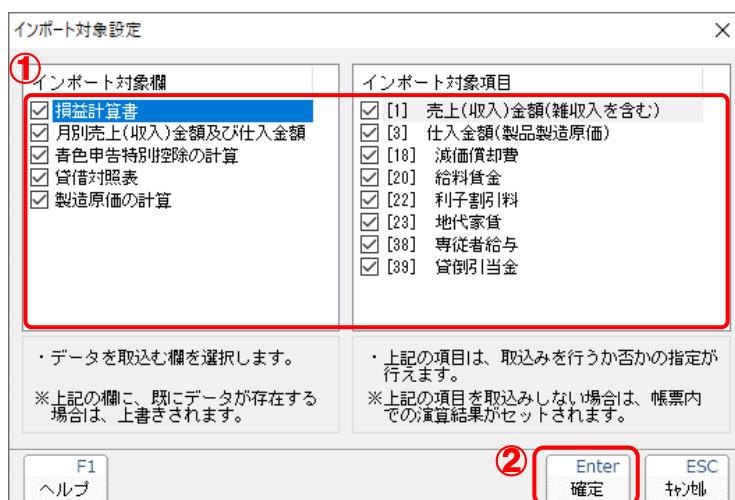 インポート対象設定
①
インポート対象欄
損益計算書
月別売上(収入)金額及び仕入金額
青色申告特別控除の計算
貸借対照表
製造原価の計算
インポート対象項目
[1] 売上(収入)金額(雑収入を含む)
[3] 仕入金額(製品製造原価)
[18] 減価償却費
[20] 給料賃金
[22] 利子割引料
[23] 地代家賃
[38] 専従者給与
[39] 貸倒引当金
・データを取込む欄を選択します。
※上記の欄に、既にデータが存在する
場合は、上書きされます。
・上記の項目は、取込みを行うか否かの指定が
行えます。
※上記の項目を取込みしない場合は、帳票内
での演算結果がセットされます。
F1
ヘルプ
②
Enter
確定
ESC
ｷｬﾝｾﾙ